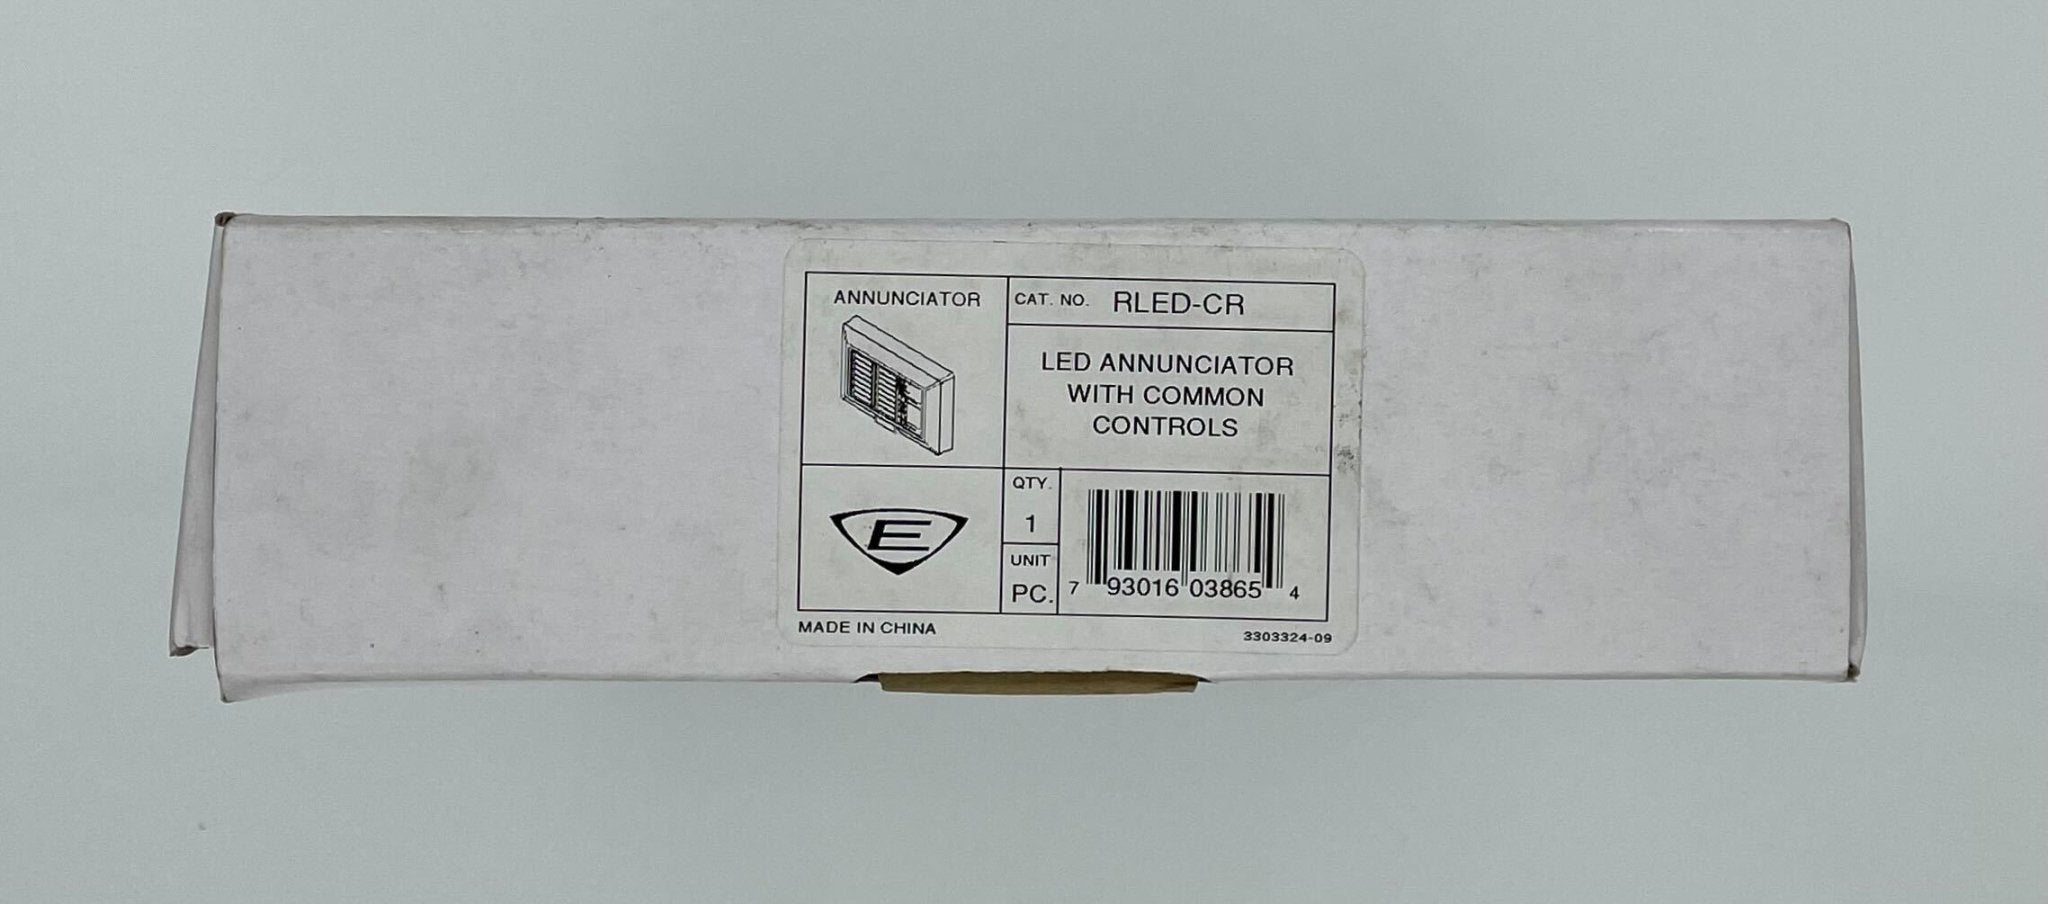 ANNUNCIATOR
CAT. NO. RLED-CR
LED ANNUNCIATOR
WITH COMMON
CONTROLS
E
QTY.
1
UNIT
PC.
7 93016 03865 4
MADE IN CHINA
3303324-09